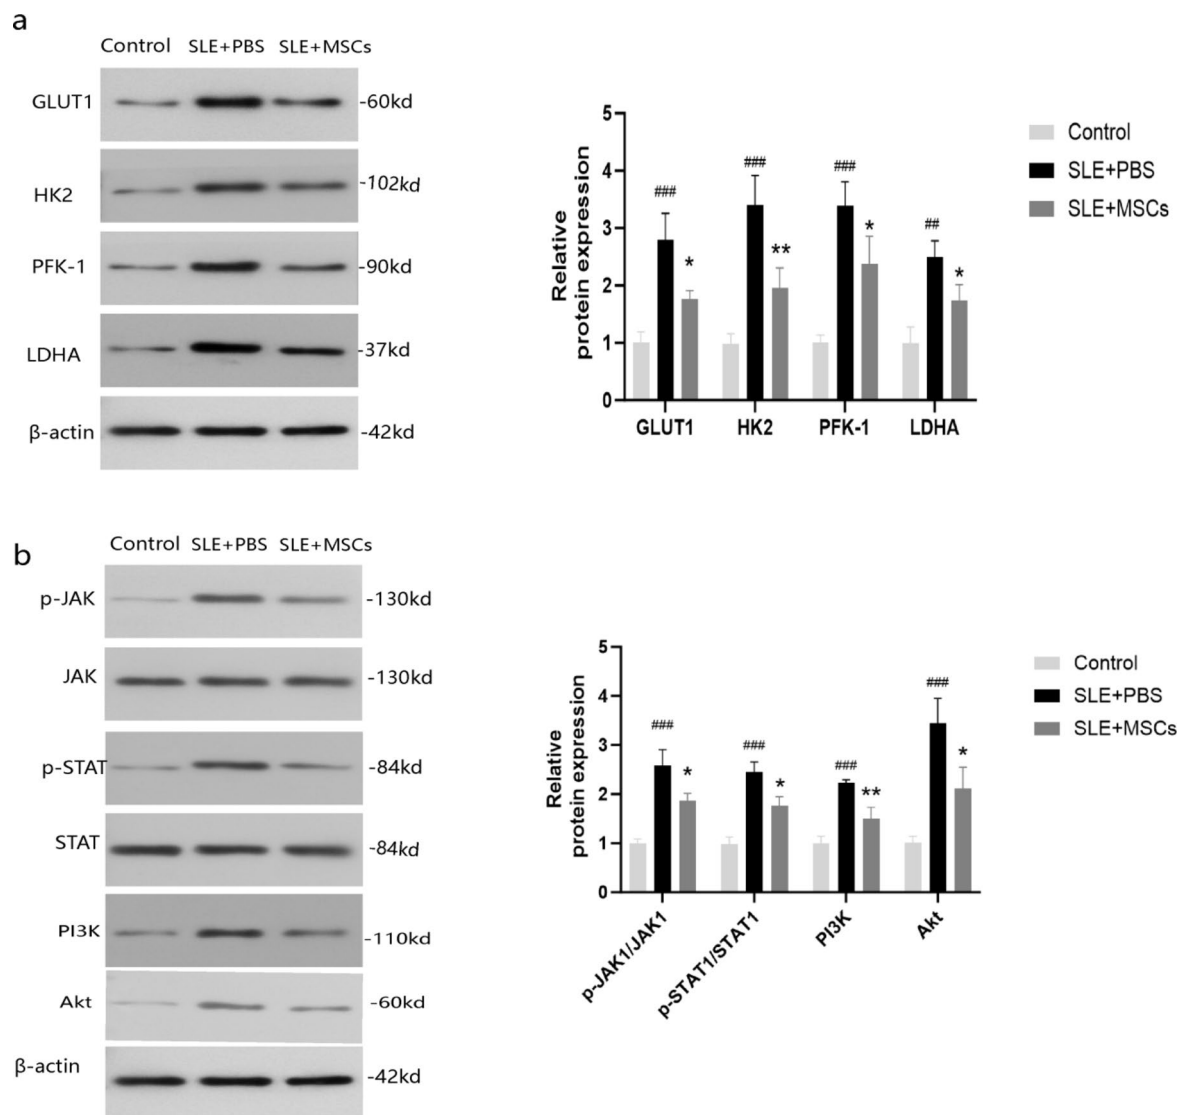 a
Control SLE+PBS SLE+MSCs
GLUT1 -60kd
HK2 -102kd
PFK-1 -90kd
LDHA -37kd
β-actin -42kd
Relative
protein expression
5
4
3
2
1
0
### * ### ** ### * ## *
GLUT1 HK2 PFK-1 LDHA
Control
SLE+PBS
SLE+MSCs
b
Control SLE+PBS SLE+MSCs
p-JAK -130kd
JAK -130kd
p-STAT -84kd
STAT -84kd
PI3K -110kd
Akt -60kd
β-actin -42kd
Relative
protein expression
5
4
3
2
1
0
### * ### * ### ** ### *
p-JAK1/JAK1 p-STAT1/STAT1 PI3K Akt
Control
SLE+PBS
SLE+MSCs